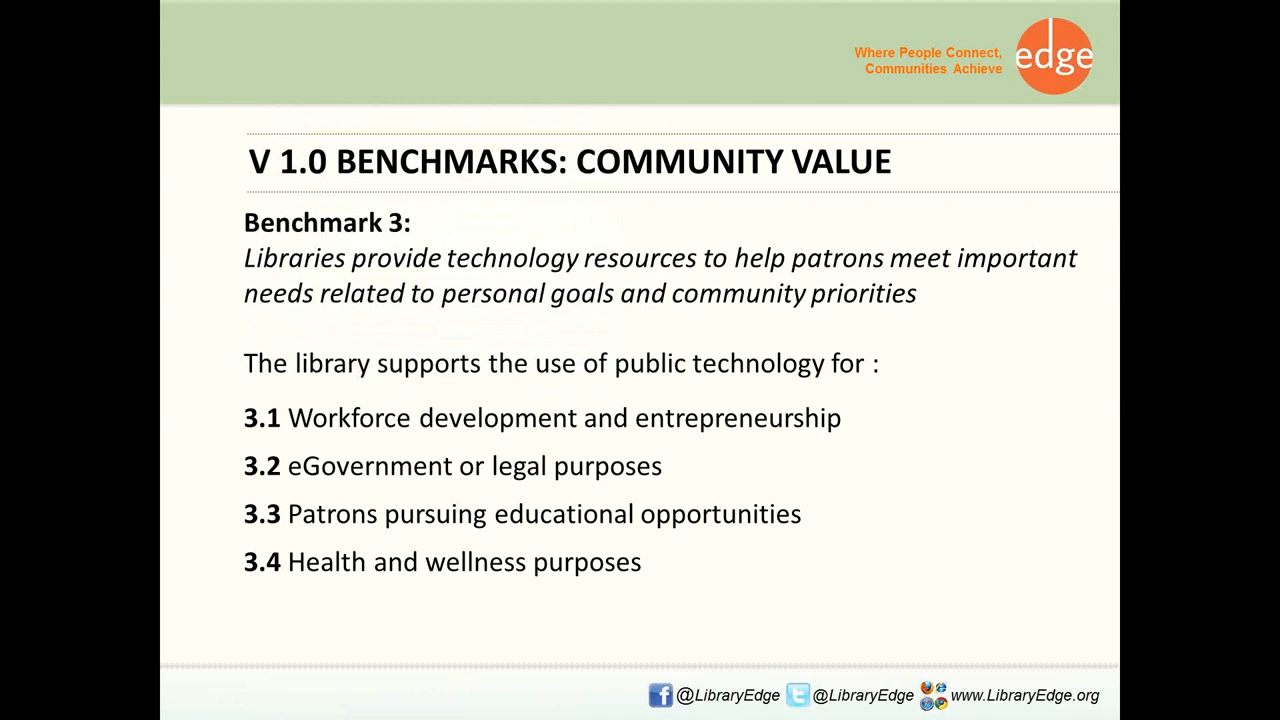 Where People Connect,
Communities Achieve
edge
V 1.0 BENCHMARKS: COMMUNITY VALUE
Benchmark 3:
Libraries provide technology resources to help patrons meet important
needs related to personal goals and community priorities
The library supports the use of public technology for :
3.1 Workforce development and entrepreneurship
3.2 eGovernment or legal purposes
3.3 Patrons pursuing educational opportunities
3.4 Health and wellness purposes
@LibraryEdge @LibraryEdge www.LibraryEdge.org